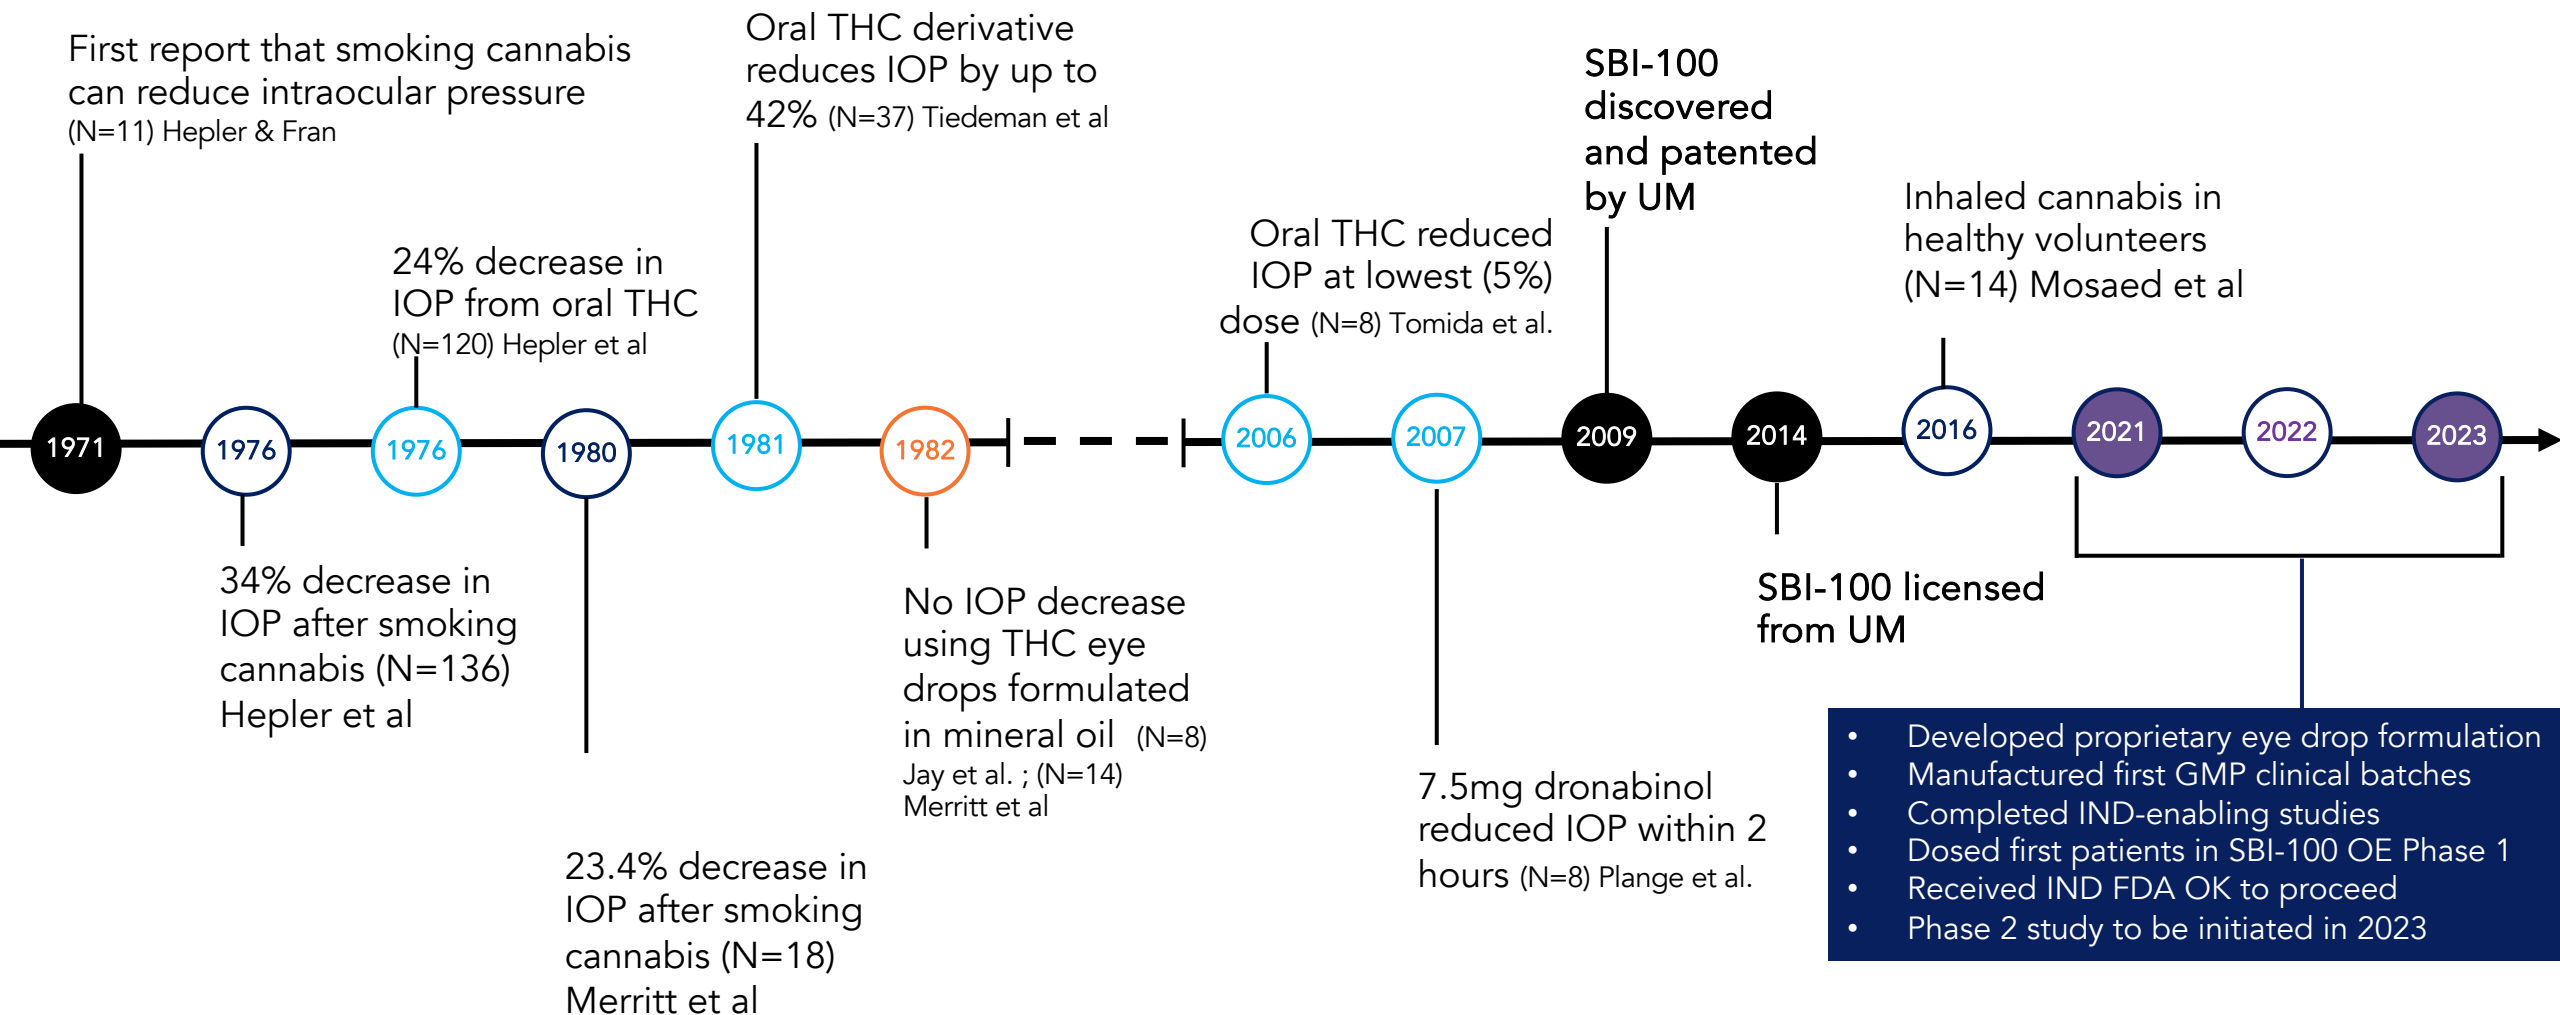 First report that smoking cannabis
can reduce intraocular pressure
(N=11) Hepler & Fran
24% decrease in
IOP from oral THC
(N=120) Hepler et al
Oral THC derivative
reduces IOP by up to
42% (N=37) Tiedeman et al
Oral THC reduced
IOP at lowest (5%)
dose (N=8) Tomida et al.
SBI-100
discovered
and patented
by UM
Inhaled cannabis in
healthy volunteers
(N=14) Mosaed et al
1971
1976
1976
1980
1981
1982
2006
2007
2009
2014
2016
2021
2022
2023
34% decrease in
IOP after smoking
cannabis (N=136)
Hepler et al
23.4% decrease in
IOP after smoking
cannabis (N=18)
Merritt et al
No IOP decrease
using THC eye
drops formulated
in mineral oil (N=8)
Jay et al. ; (N=14)
Merritt et al
7.5mg dronabinol
reduced IOP within 2
hours (N=8) Plange et al.
SBI-100 licensed
from UM
• Developed proprietary eye drop formulation
• Manufactured first GMP clinical batches
• Completed IND-enabling studies
• Dosed first patients in SBI-100 OE Phase 1
• Received IND FDA OK to proceed
• Phase 2 study to be initiated in 2023